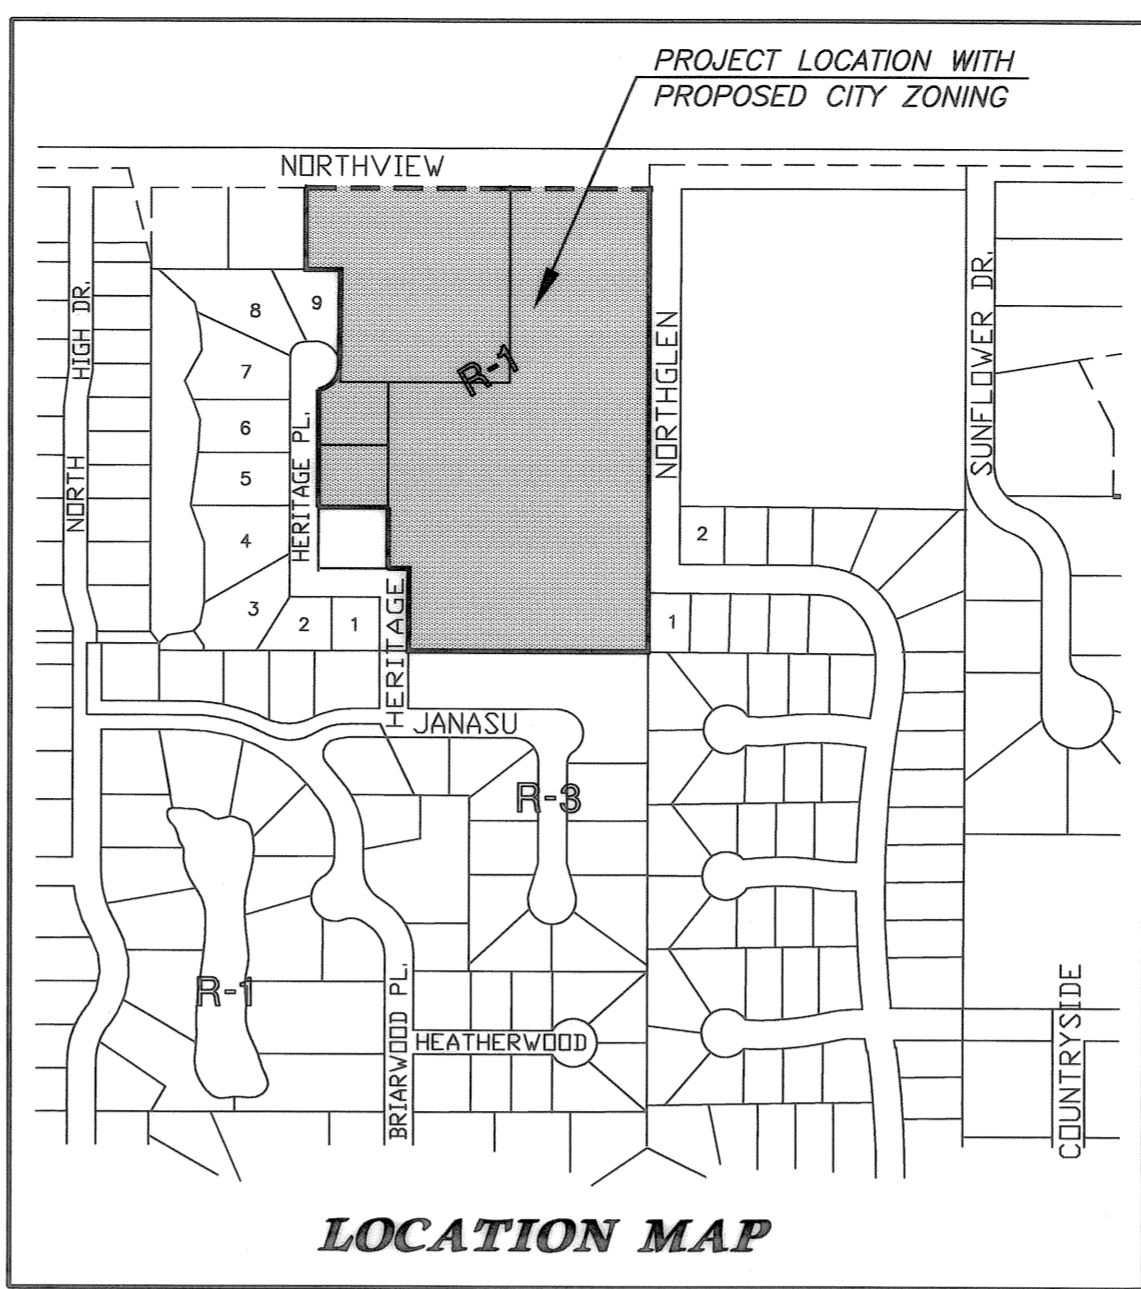 PROJECT LOCATION WITH
PROPOSED CITY ZONING
NORTHVIEW
NORTH HIGH DR.
8
9
7
6
5
4
3
2
1
HERITAGE PL.
HERITAGE
R-1
NORTHGLEN
SUNFLOWER DR.
2
1
JANASU
R-3
R-1
BRIARWOOD PL.
HEATHERWOOD
COUNTRYSIDE
LOCATION MAP